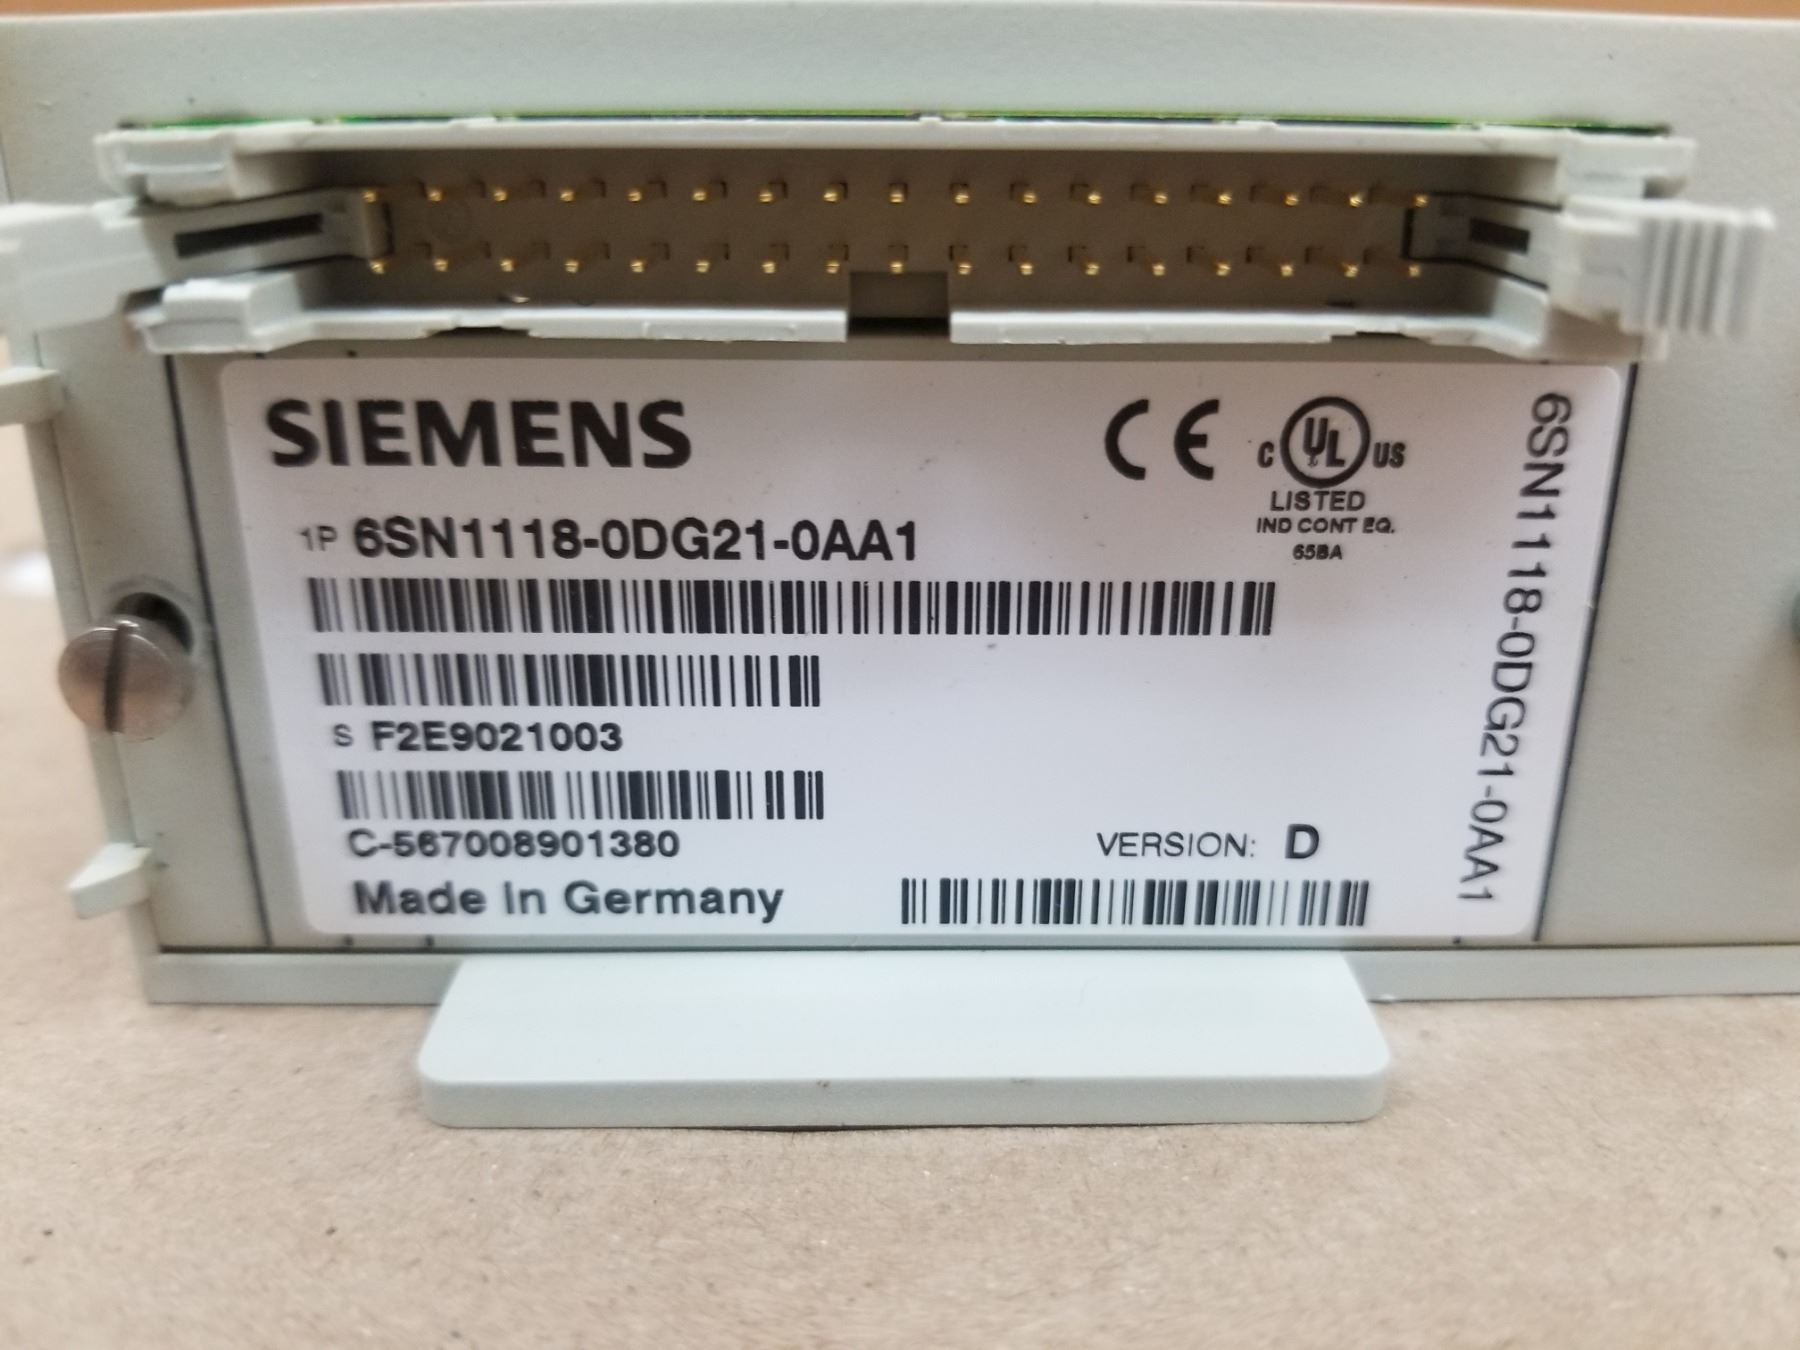 SIEMENS
CE
C UL US
LISTED
IND CONT EQ.
65BA
1P 6SN1118-0DG21-0AA1
S F2E9021003
C-567008901380
VERSION: D
Made In Germany
6SN1118-0DG21-0AA1